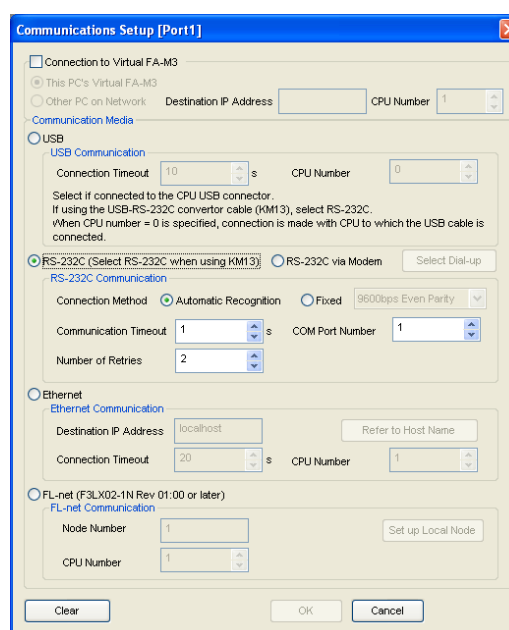 Communications Setup [Port1]
Connection to Virtual FA-M3
This PC's Virtual FA-M3
Other PC on Network Destination IP Address CPU Number 1
Communication Media
USB
USB Communication
Connection Timeout 10 s CPU Number 0
Select if connected to the CPU USB connector.
If using the USB-RS-232C convertor cable (KM13), select RS-232C.
When CPU number = 0 is specified, connection is made with CPU to which the USB cable is
connected.
RS-232C (Select RS-232C when using KM13) RS-232C via Modem Select Dial-up
RS-232C Communication
Connection Method Automatic Recognition Fixed 9600bps Even Parity
Communication Timeout 1 s COM Port Number 1
Number of Retries 2
Ethernet
Ethernet Communication
Destination IP Address localhost Refer to Host Name
Connection Timeout 20 s CPU Number 1
FL-net (F3LX02-1N Rev 01:00 or later)
FL-net Communication
Node Number 1 Set up Local Node
CPU Number 1
Clear OK Cancel